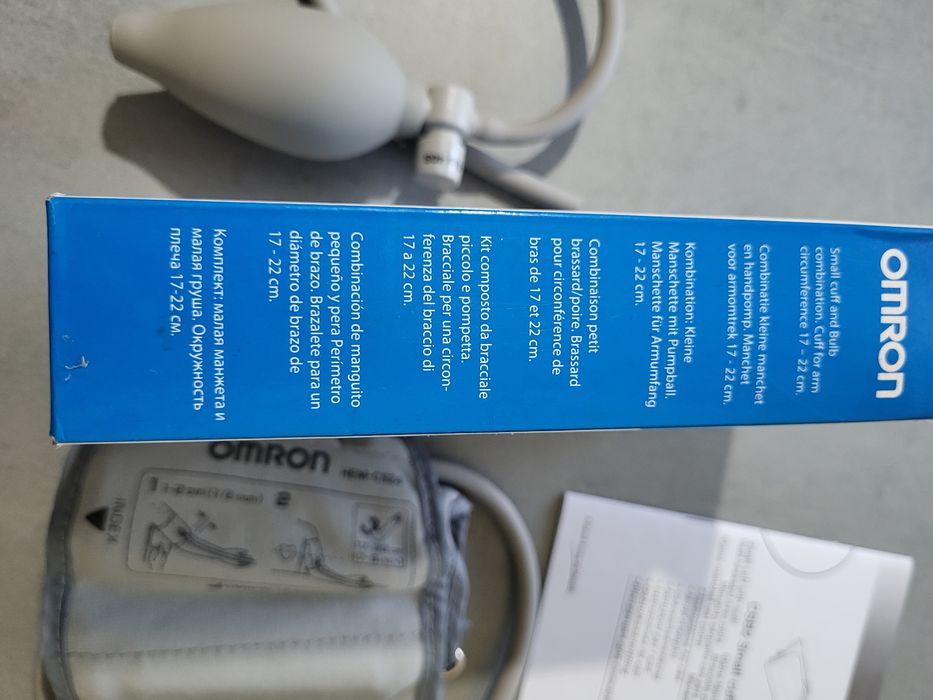 OMRON
Small cuff and Bulb
combination. Cuff for arm
circumference 17 – 22 cm.
Combinatie kleine manchet
en handpomp. Manchet
voor armomtrek 17 - 22 cm.
Kombination: Kleine
Manschette mit Pumpball.
Manschette für Armumfang
17 - 22 cm.
Combinaison petit
brassard/poire. Brassard
pour circonférence de
bras de 17 et 22 cm.
Kit composto da bracciale
piccolo e pompetta.
Bracciale per una circon-
ferenza del braccio di
17 a 22 cm.
Combinación de manguito
pequeño y pera Perímetro
de brazo. Brazalete para un
diámetro de brazo de
17 - 22 cm.
Комплект: малая манжета и
малая груша. Окружность
плеча 17-22 см.
OMRON
INDEX